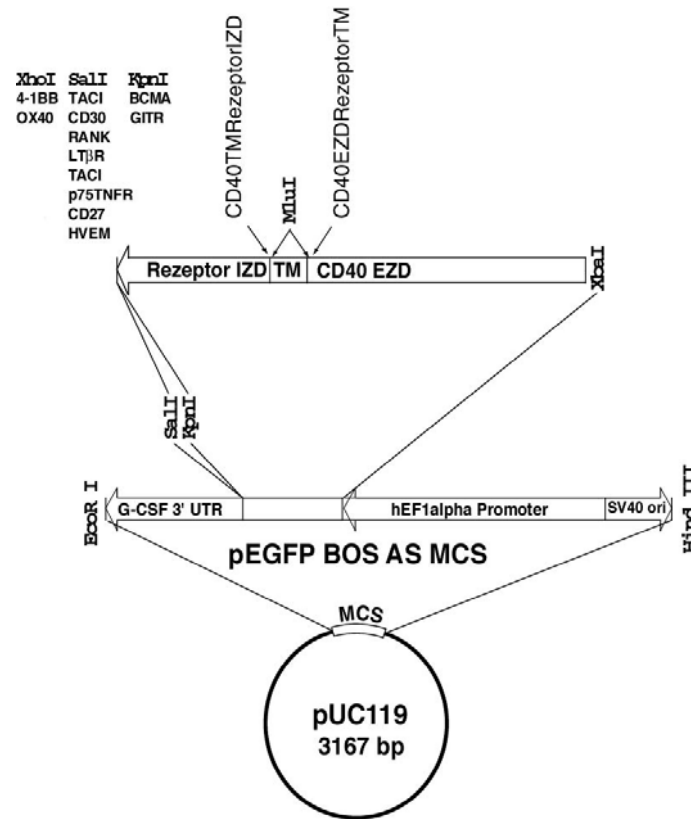 XhoI SalI KpnI
4-1BB TACI BCMA
OX40 CD30 GITR
RANK
LTβR
TACI
p75TNFR
CD27
HVEM
CD40TMRezeptorIZD
MluI
CD40EZDRezeptorTM
Rezeptor IZD TM CD40 EZD
XbaI
SalI
KpnI
EcoR I
G-CSF 3' UTR hEF1alpha Promoter SV40 ori
Hind III
pEGFP BOS AS MCS
MCS
pUC119
3167 bp